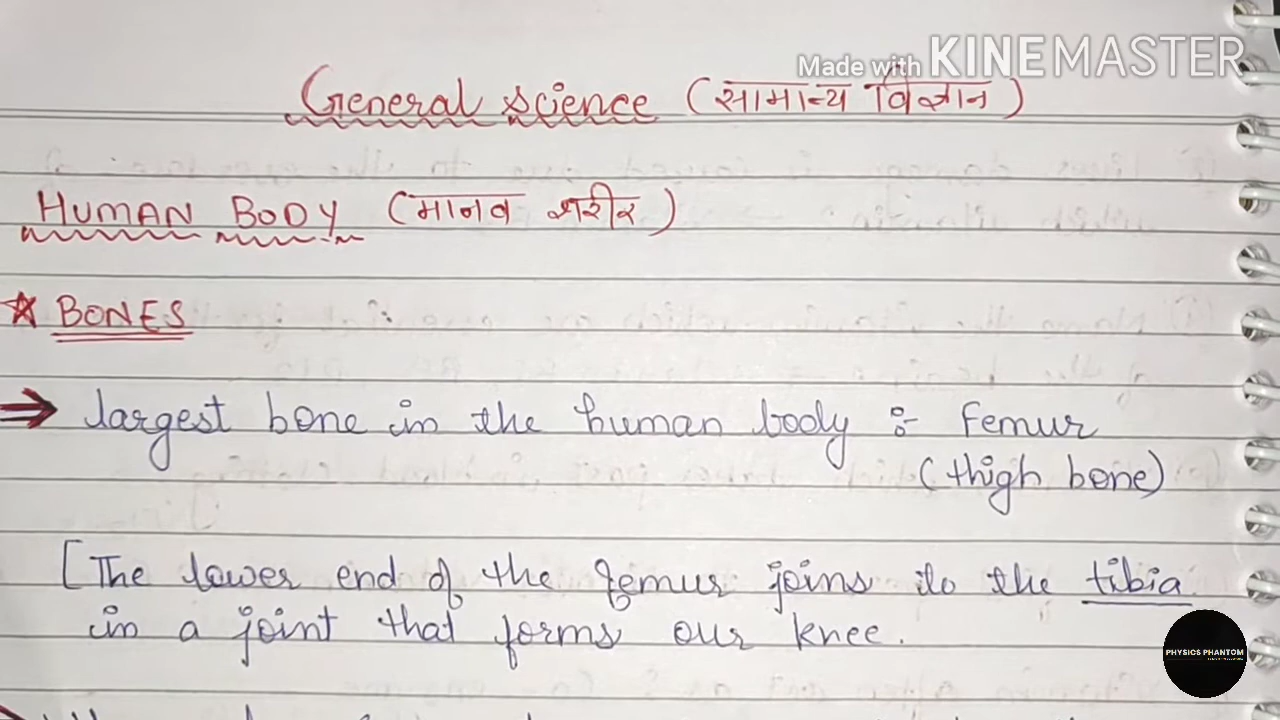 Made with KINEMASTER
General science (सामान्य विज्ञान)
HUMAN BODY (मानव शरीर)
☆ BONES
⇒ largest bone in the human body :- Femur
(thigh bone)
[The lower end of the femur joins to the tibia
in a joint that forms our knee.
PHYSICS PHANTOM